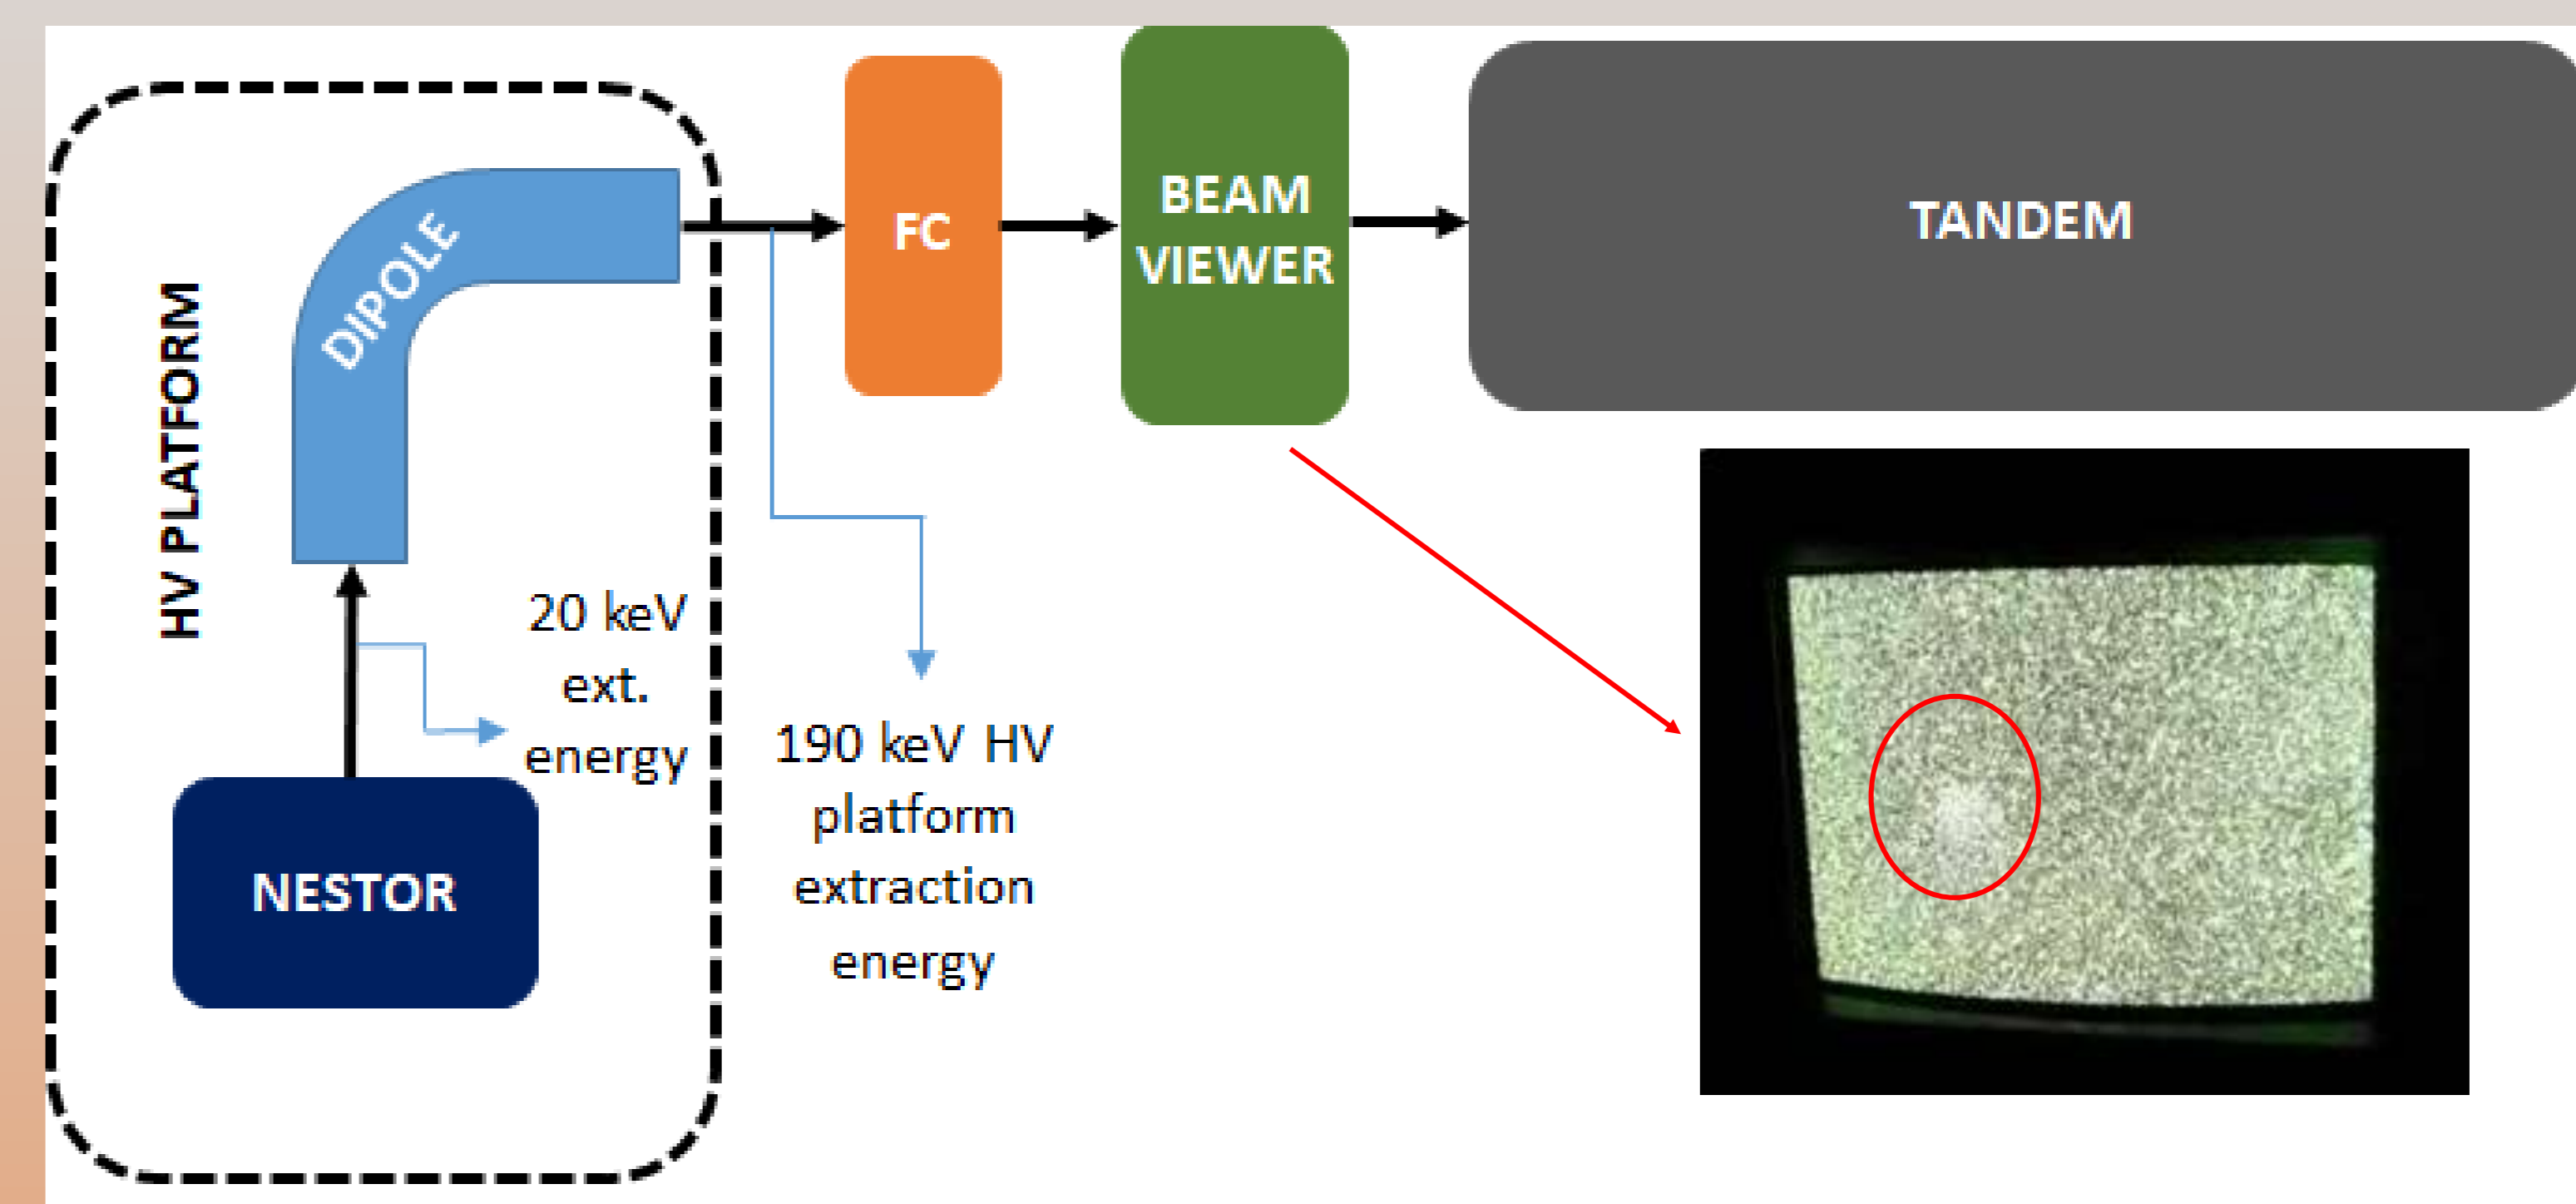 HV PLATFORM
DIPOLE
FC
BEAM
VIEWER
TANDEM
20 keV
ext.
energy
NESTOR
190 keV HV
platform
extraction
energy